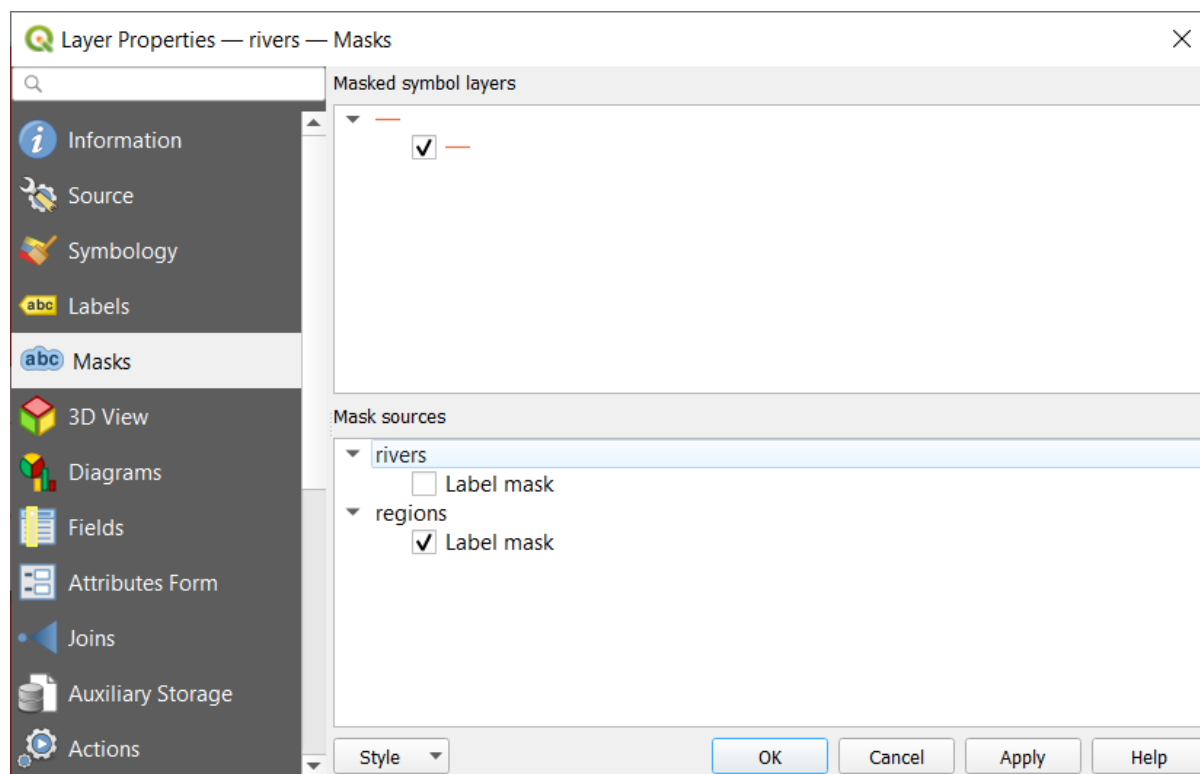 Layer Properties — rivers — Masks
Masked symbol layers
Information
Source
Symbology
abc Labels
abc Masks
3D View
Diagrams
Fields
Attributes Form
Joins
Auxiliary Storage
Actions
Mask sources
rivers
Label mask
regions
Label mask
Style OK Cancel Apply Help